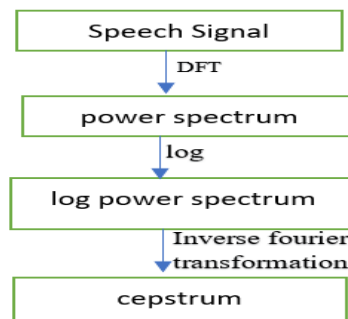 Speech Signal
DFT
power spectrum
log
log power spectrum
Inverse fourier
transformation
cepstrum